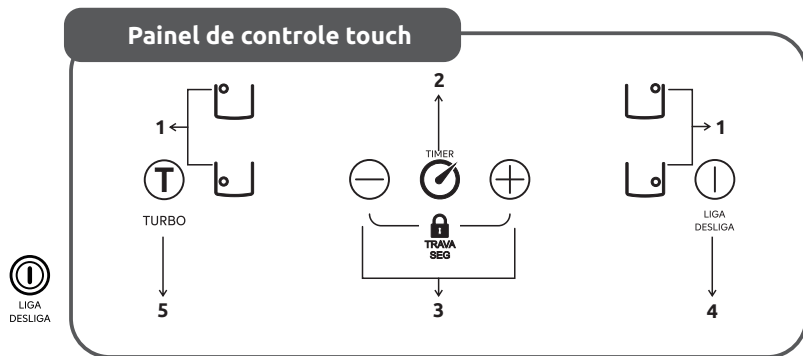 Painel de controle touch
2
1
1
TIMER
T
TURBO
LIGA
DESLIGA
TRAVA
SEG
LIGA
DESLIGA
5
3
4